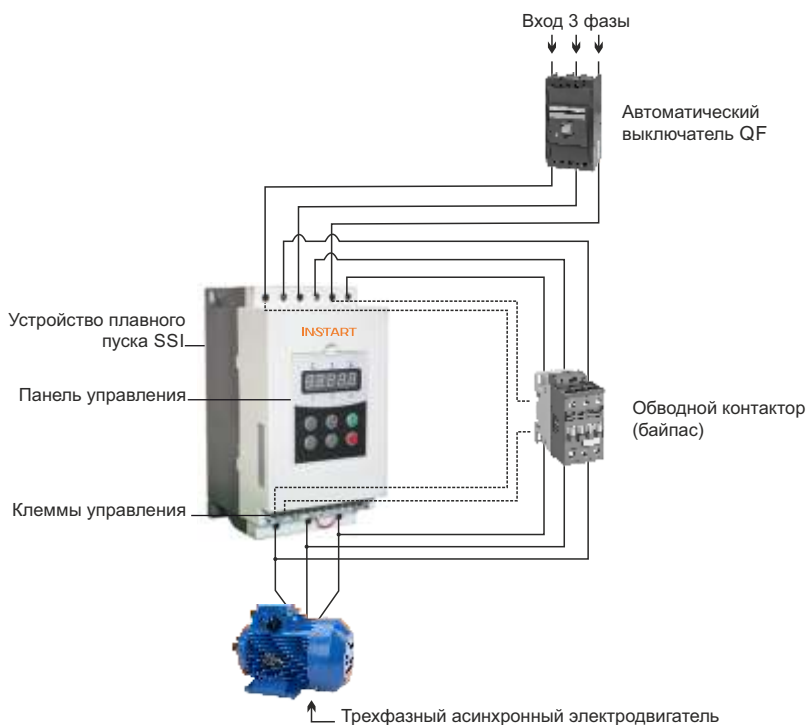 Вход 3 фазы
Автоматический
выключатель QF
Устройство плавного
пуска SSI
INSTART
Панель управления
Обводной контактор
(байпас)
Клеммы управления
Трехфазный асинхронный электродвигатель